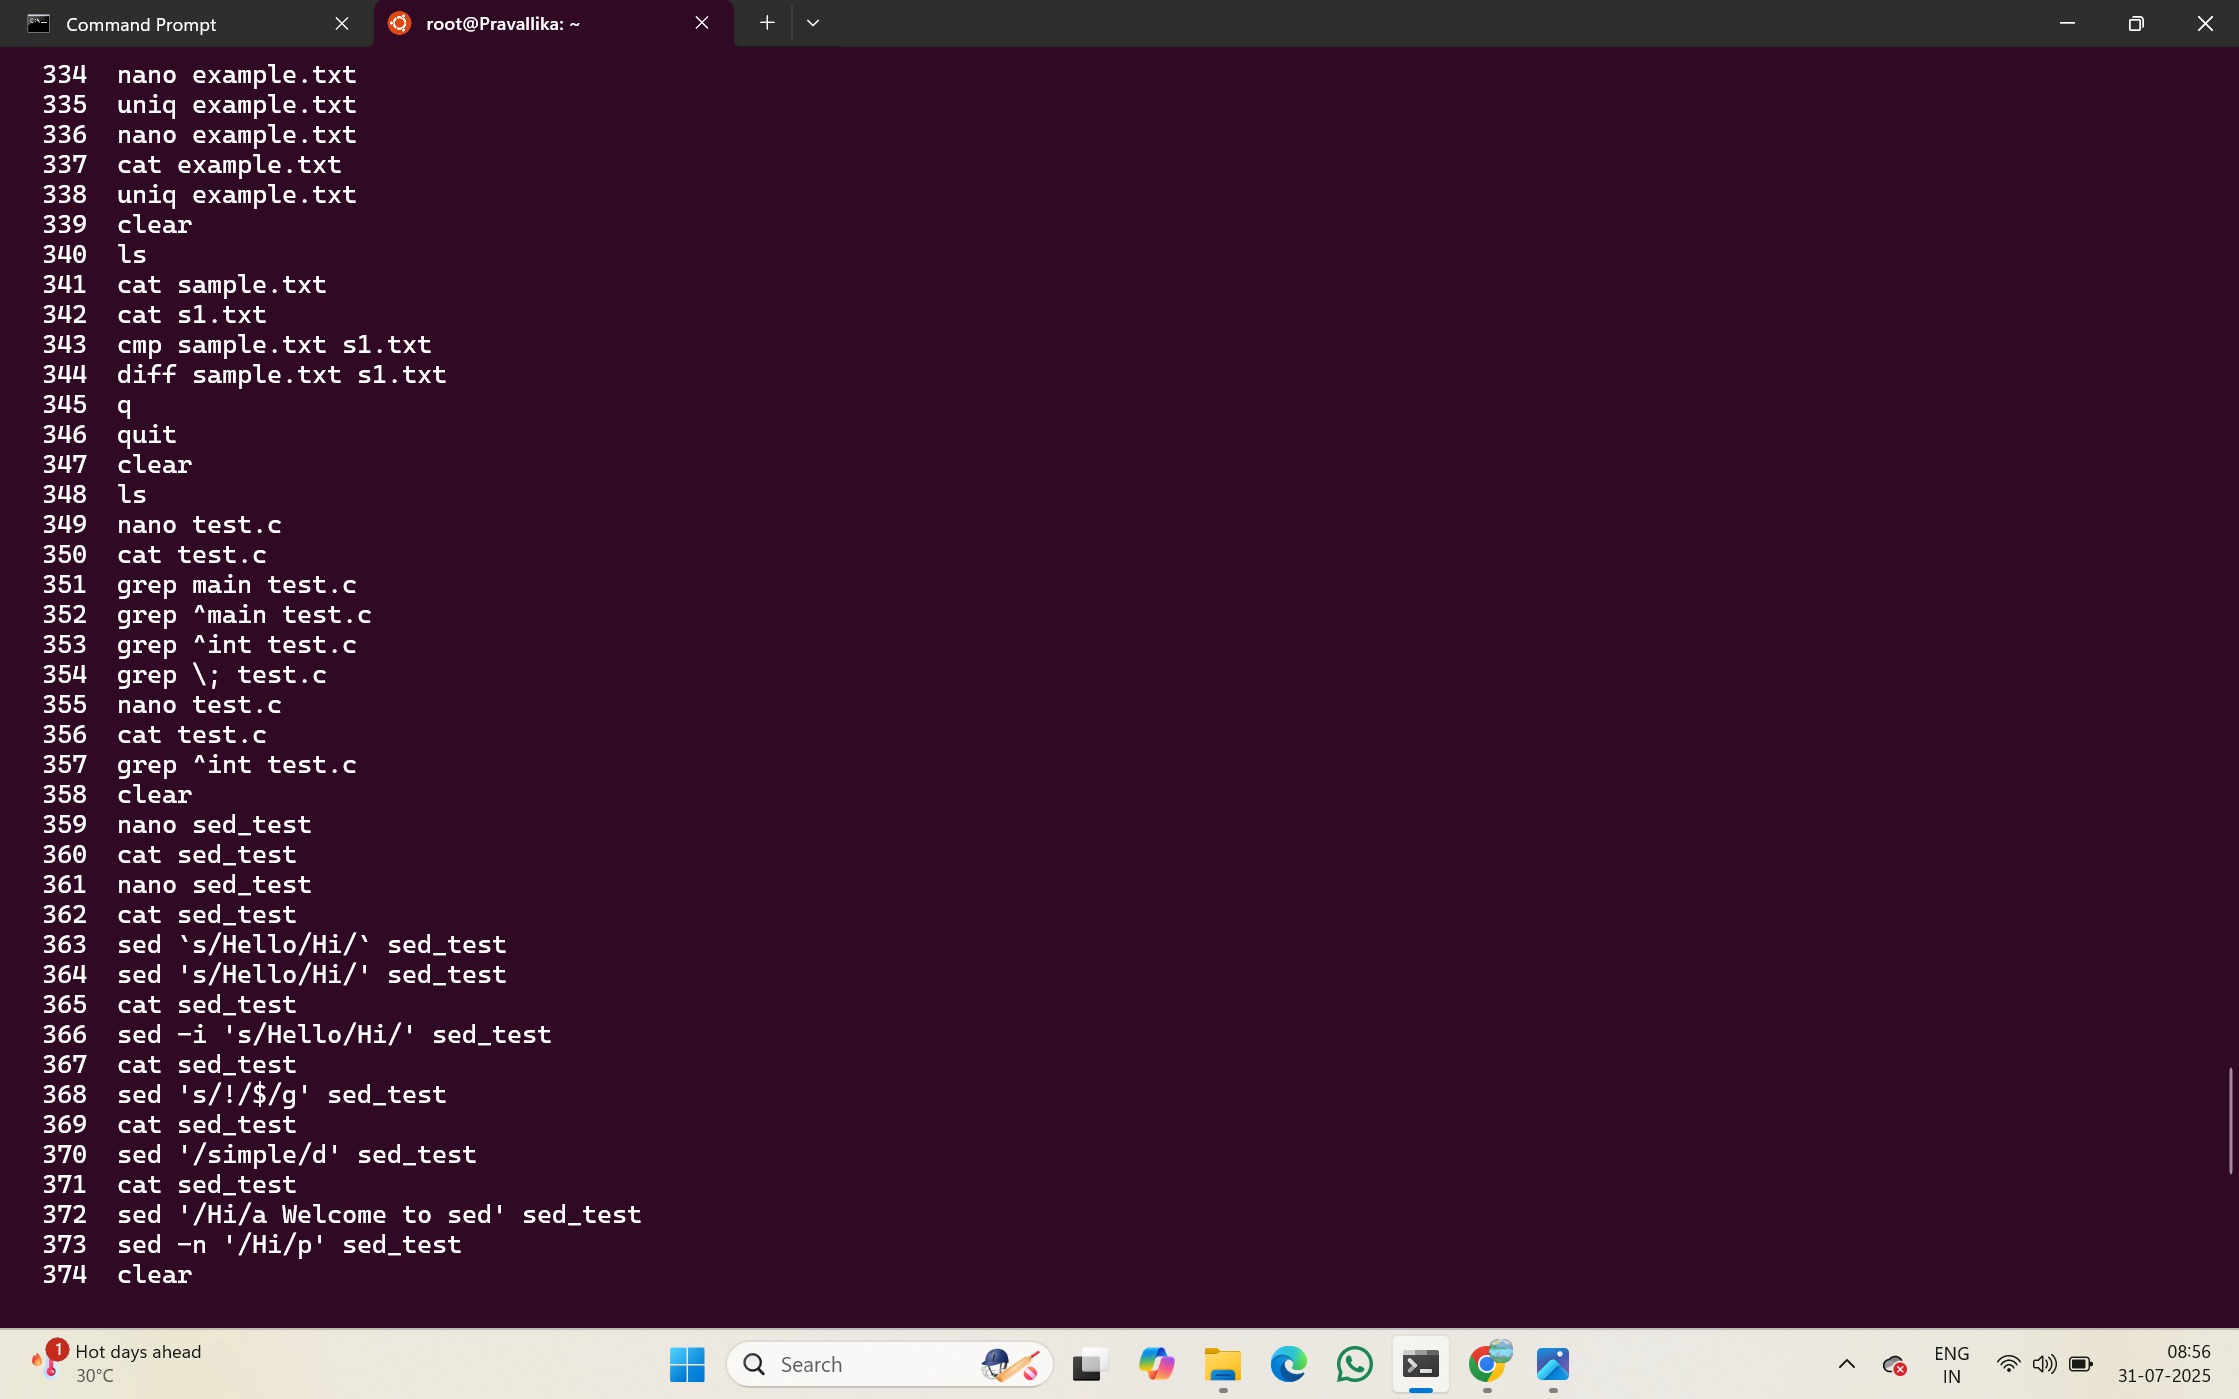 Command Prompt
root@Pravallika: ~
334 nano example.txt
335 uniq example.txt
336 nano example.txt
337 cat example.txt
338 uniq example.txt
339 clear
340 ls
341 cat sample.txt
342 cat s1.txt
343 cmp sample.txt s1.txt
344 diff sample.txt s1.txt
345 q
346 quit
347 clear
348 ls
349 nano test.c
350 cat test.c
351 grep main test.c
352 grep ^main test.c
353 grep ^int test.c
354 grep \; test.c
355 nano test.c
356 cat test.c
357 grep ^int test.c
358 clear
359 nano sed_test
360 cat sed_test
361 nano sed_test
362 cat sed_test
363 sed `s/Hello/Hi/` sed_test
364 sed 's/Hello/Hi/' sed_test
365 cat sed_test
366 sed -i 's/Hello/Hi/' sed_test
367 cat sed_test
368 sed 's/!/$/g' sed_test
369 cat sed_test
370 sed '/simple/d' sed_test
371 cat sed_test
372 sed '/Hi/a Welcome to sed' sed_test
373 sed -n '/Hi/p' sed_test
374 clear
1
Hot days ahead
30°C
Search
ENG
IN
08:56
31-07-2025